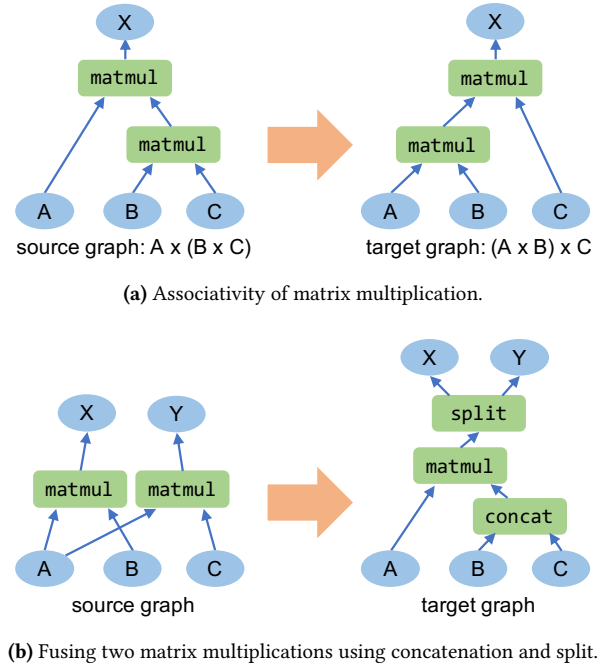 X X
matmul matmul
matmul matmul
A B C A B C
source graph: A x (B x C) target graph: (A x B) x C
(a) Associativity of matrix multiplication.
X Y
X Y split
matmul
matmul matmul concat
A B C A B C
source graph target graph
(b) Fusing two matrix multiplications using concatenation and split.